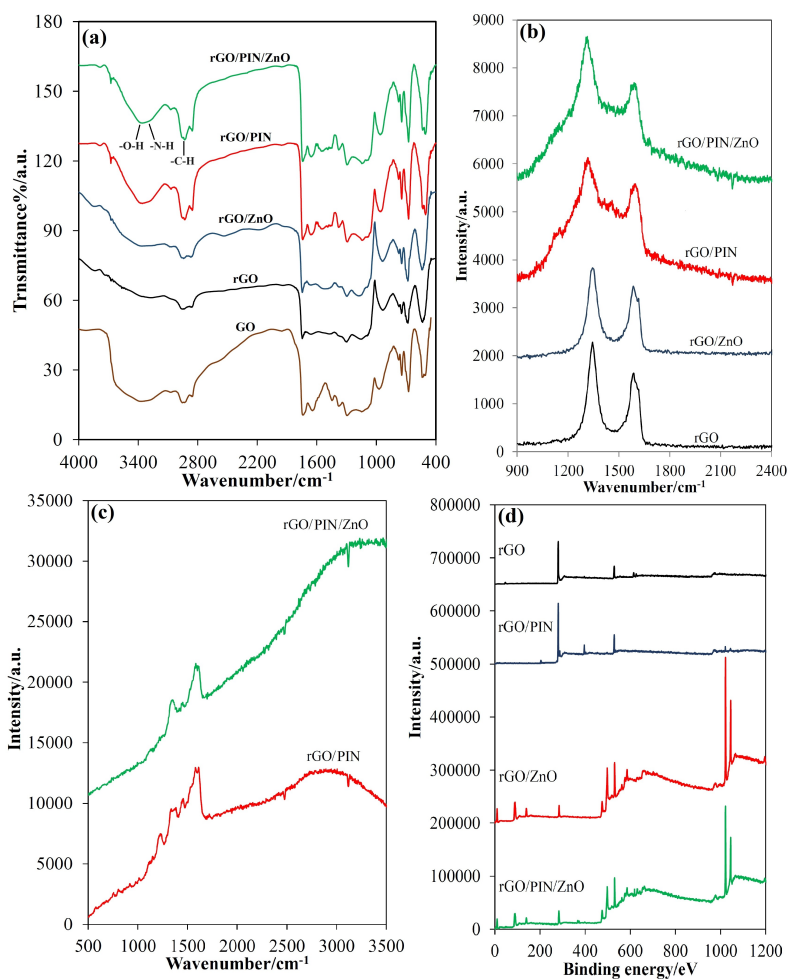 (a)
180
150
120
90
60
30
0
Trnsmittance%/a.u.
rGO/PIN/ZnO
-O-H
-N-H
-C-H
rGO/PIN
rGO/ZnO
rGO
GO
4000 3400 2800 2200 1600 1000 400
Wavenumber/cm-1
(b)
9000
8000
7000
6000
5000
4000
3000
2000
1000
0
Intensity/a.u.
rGO/PIN/ZnO
rGO/PIN
rGO/ZnO
rGO
900 1200 1500 1800 2100 2400
Wavenumber/cm-1
(c)
35000
30000
25000
20000
15000
10000
5000
0
Intensity/a.u.
rGO/PIN/ZnO
rGO/PIN
500 1000 1500 2000 2500 3000 3500
Wavenumber/cm-1
(d)
800000
700000
600000
500000
400000
300000
200000
100000
0
Intensity/a.u.
rGO
rGO/PIN
rGO/ZnO
rGO/PIN/ZnO
0 200 400 600 800 1000 1200
Binding energy/eV